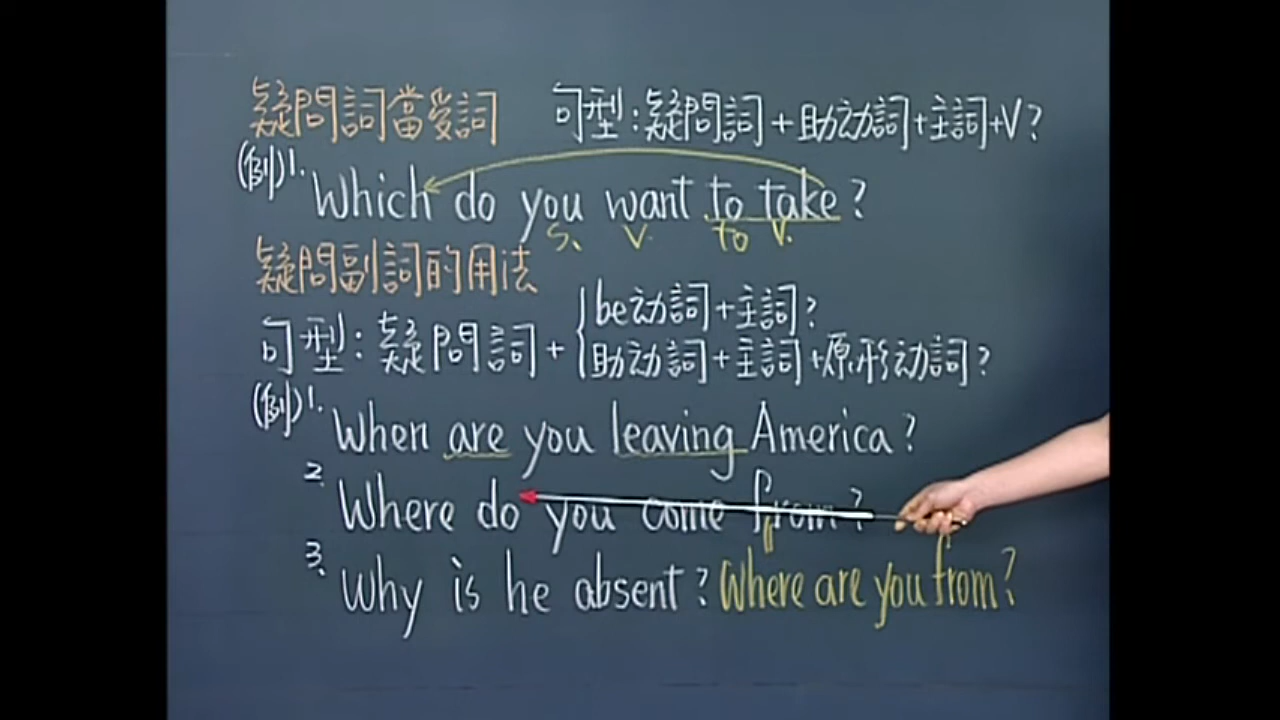 疑問詞當受詞 句型:疑問詞+助动詞+主詞+V?
(例)1. Which do you want to take?
S. V. to V.
疑問副詞的用法
句型:疑問詞+{be动詞+主詞?
助动詞+主詞+原形动詞?
(例)1. When are you leaving America?
2. Where do you come from?
3. Why is he absent? Where are you from?